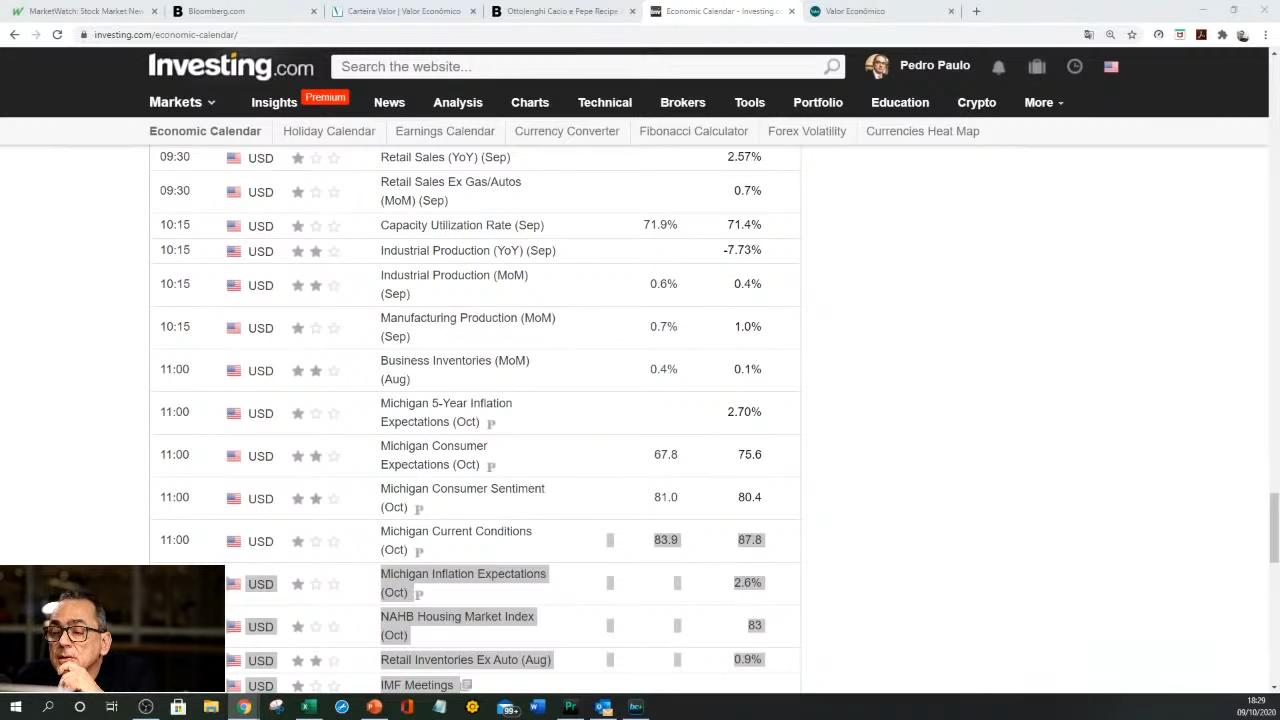 MarketWatch: Stock Market Ne
Bloomberg.com
Carteira Valor | Valor Econômico
Ottolenghi Cacio e Pepe Recipe
Economic Calendar - Investing.c
Valor Econômico
investing.com/economic-calendar/
Investing.com
Search the website...
Pedro Paulo
Markets
Insights
Premium
News
Analysis
Charts
Technical
Brokers
Tools
Portfolio
Education
Crypto
More
Economic Calendar
Holiday Calendar
Earnings Calendar
Currency Converter
Fibonacci Calculator
Forex Volatility
Currencies Heat Map
09:30 USD Retail Sales (YoY) (Sep) 2.57%
09:30 USD Retail Sales Ex Gas/Autos
(MoM) (Sep) 0.7%
10:15 USD Capacity Utilization Rate (Sep) 71.9% 71.4%
10:15 USD Industrial Production (YoY) (Sep) -7.73%
10:15 USD Industrial Production (MoM)
(Sep) 0.6% 0.4%
10:15 USD Manufacturing Production (MoM)
(Sep) 0.7% 1.0%
11:00 USD Business Inventories (MoM)
(Aug) 0.4% 0.1%
11:00 USD Michigan 5-Year Inflation
Expectations (Oct) P 2.70%
11:00 USD Michigan Consumer
Expectations (Oct) P 67.8 75.6
11:00 USD Michigan Consumer Sentiment
(Oct) P 81.0 80.4
11:00 USD Michigan Current Conditions
(Oct) P 83.9 87.8
USD Michigan Inflation Expectations
(Oct) P 2.6%
USD NAHB Housing Market Index
(Oct) 83
USD Retail Inventories Ex Auto (Aug) 0.9%
USD IMF Meetings
99+
18:29
09/10/2020